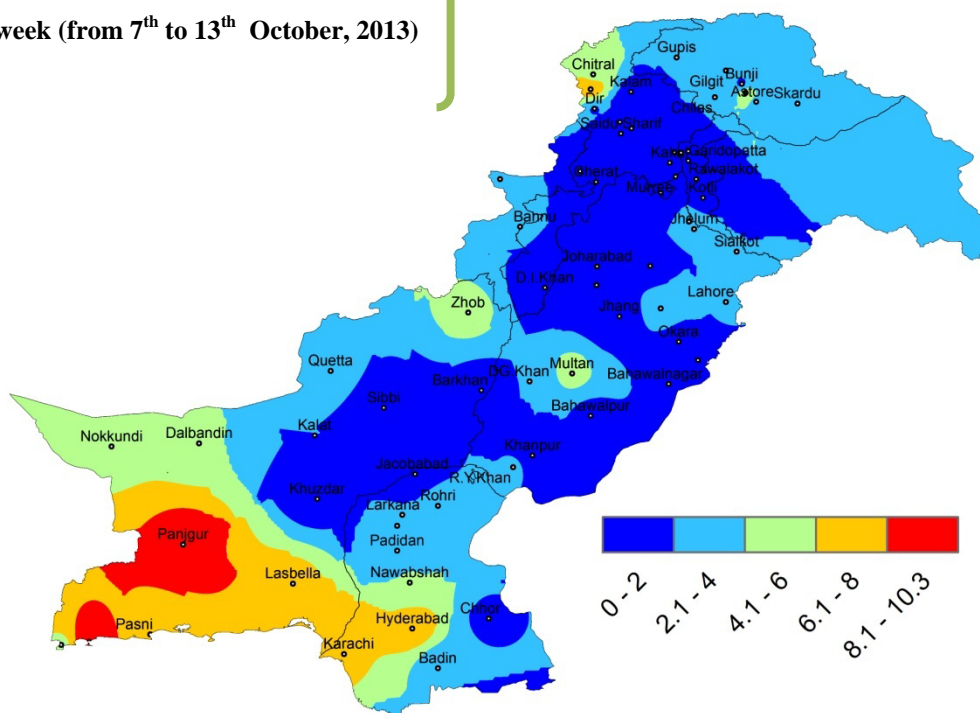 week (from 7th to 13th October, 2013)
Gupis
Chitral
Bunji
Gilgit
Kalam
Astore
Skardu
Dir
Chilas
Saidu Sharif
Garidopatta
Rawalakot
Cherat
Murree
Kotli
Bannu
Jhelum
Sialkot
Joharabad
D.I.Khan
Zhob
Lahore
Jhang
Okara
Quetta
Multan
DG Khan
Barkhan
Bahawalnagar
Sibbi
Bahawalpur
Kalat
Dalbandin
Nokkundi
Khanpur
Jacobabad
R.Y.Khan
Khuzdar
Rohri
Larkana
Panjgur
Padidan
Lasbella
Nawabshah
Chhor
Pasni
Hyderabad
Karachi
Badin
0 - 2
2.1 - 4
4.1 - 6
6.1 - 8
8.1 - 10.3